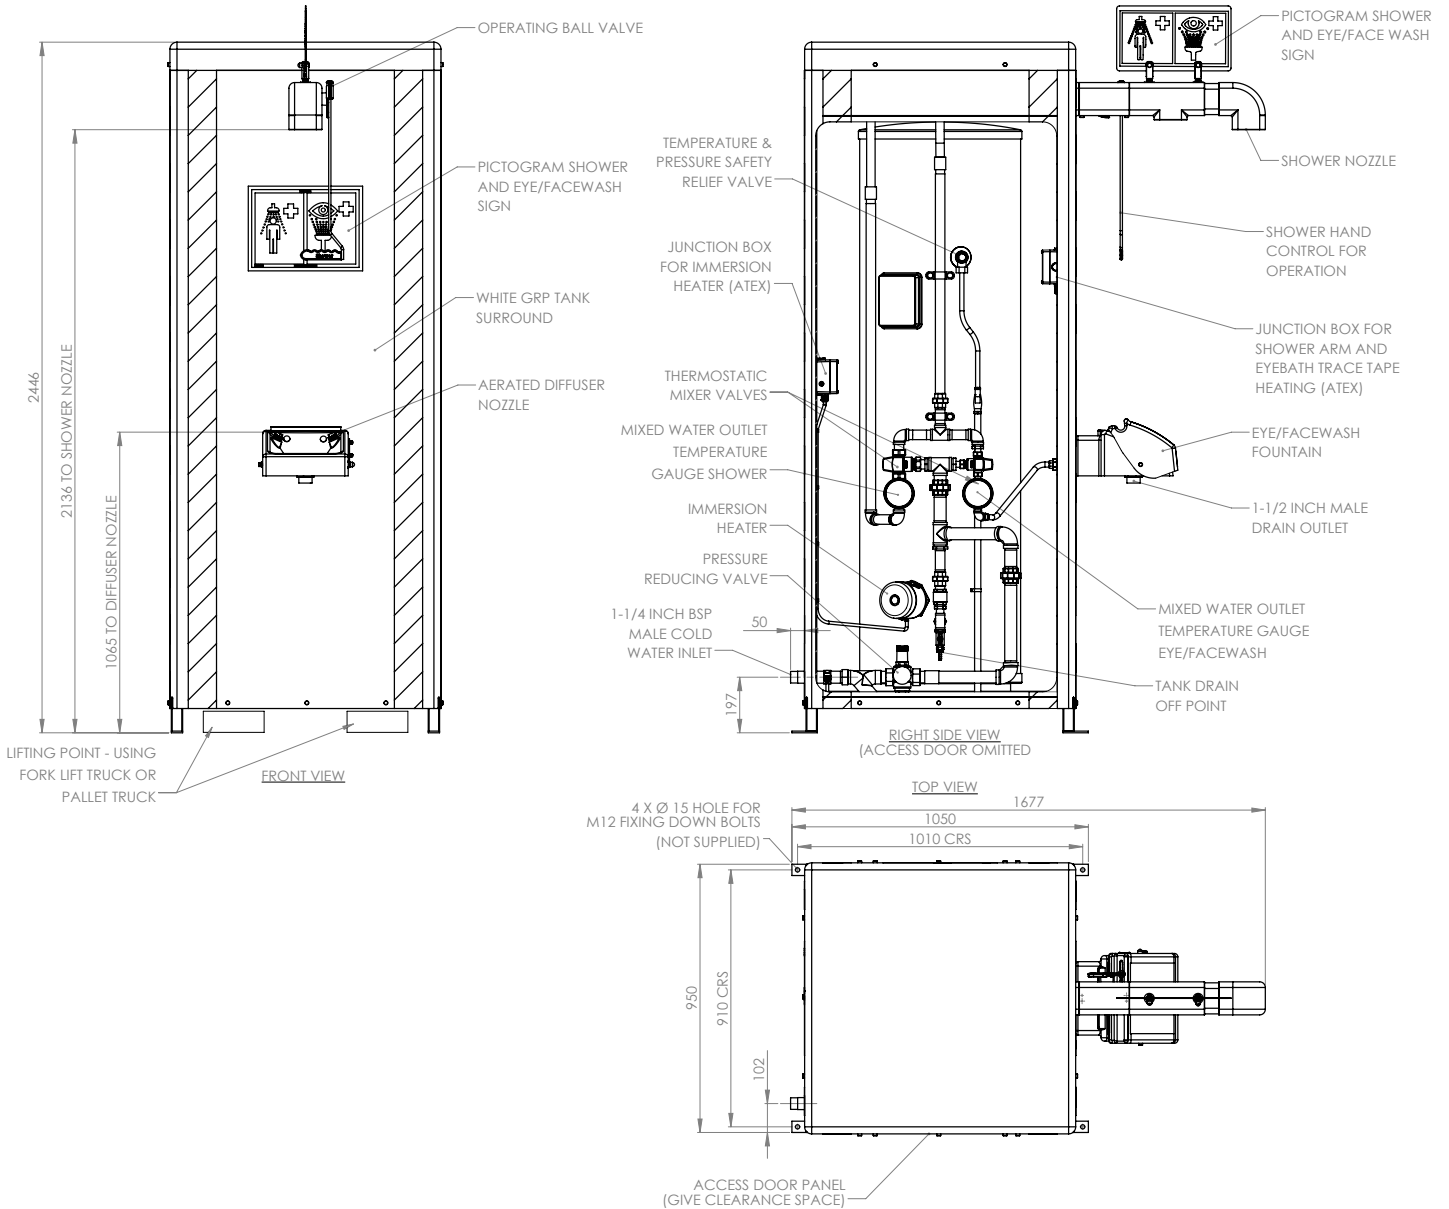 OPERATING BALL VALVE
PICTOGRAM SHOWER
AND EYE/FACEWASH
SIGN
WHITE GRP TANK
SURROUND
AERATED DIFFUSER
NOZZLE
2446
2136 TO SHOWER NOZZLE
1065 TO DIFFUSER NOZZLE
LIFTING POINT - USING
FORK LIFT TRUCK OR
PALLET TRUCK
FRONT VIEW
PICTOGRAM SHOWER
AND EYE/FACE WASH
SIGN
SHOWER NOZZLE
SHOWER HAND
CONTROL FOR
OPERATION
JUNCTION BOX FOR
SHOWER ARM AND
EYEBATH TRACE TAPE
HEATING (ATEX)
EYE/FACEWASH
FOUNTAIN
1-1/2 INCH MALE
DRAIN OUTLET
MIXED WATER OUTLET
TEMPERATURE GAUGE
EYE/FACEWASH
TANK DRAIN
OFF POINT
TEMPERATURE &
PRESSURE SAFETY
RELIEF VALVE
JUNCTION BOX
FOR IMMERSION
HEATER (ATEX)
THERMOSTATIC
MIXER VALVES
MIXED WATER OUTLET
TEMPERATURE
GAUGE SHOWER
IMMERSION
HEATER
PRESSURE
REDUCING VALVE
1-1/4 INCH BSP
MALE COLD
WATER INLET
50
197
RIGHT SIDE VIEW
(ACCESS DOOR OMITTED
TOP VIEW
1677
1050
1010 CRS
4 X Ø 15 HOLE FOR
M12 FIXING DOWN BOLTS
(NOT SUPPLIED)
950
910 CRS
102
ACCESS DOOR PANEL
(GIVE CLEARANCE SPACE)